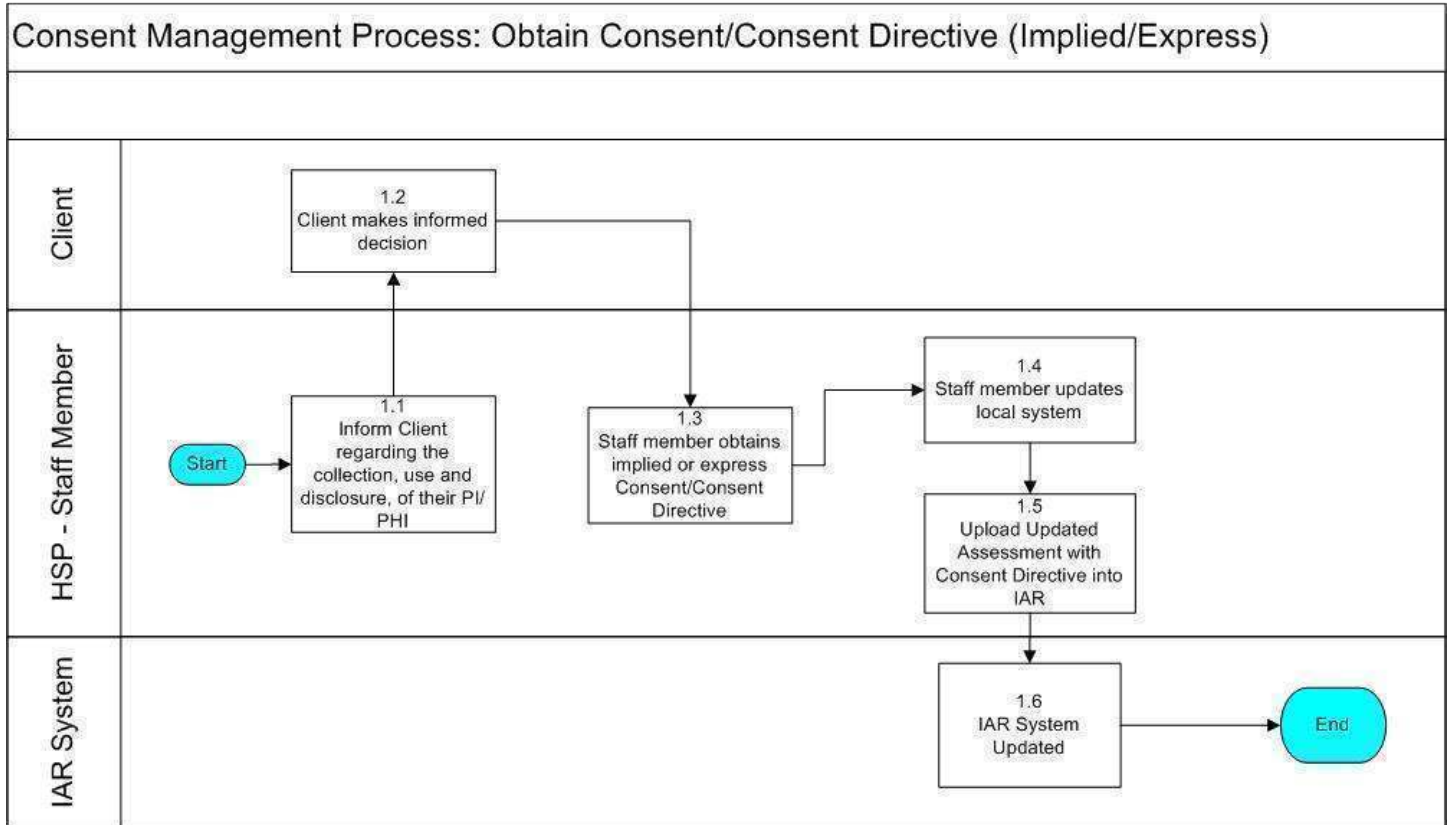 Consent Management Process: Obtain Consent/Consent Directive (Implied/Express)
Client
1.2
Client makes informed
decision
HSP - Staff Member
Start
1.1
Inform Client
regarding the
collection, use and
disclosure, of their PI/
PHI
1.3
Staff member obtains
implied or express
Consent/Consent
Directive
1.4
Staff member updates
local system
1.5
Upload Updated
Assessment with
Consent Directive into
IAR
IAR System
1.6
IAR System
Updated
End